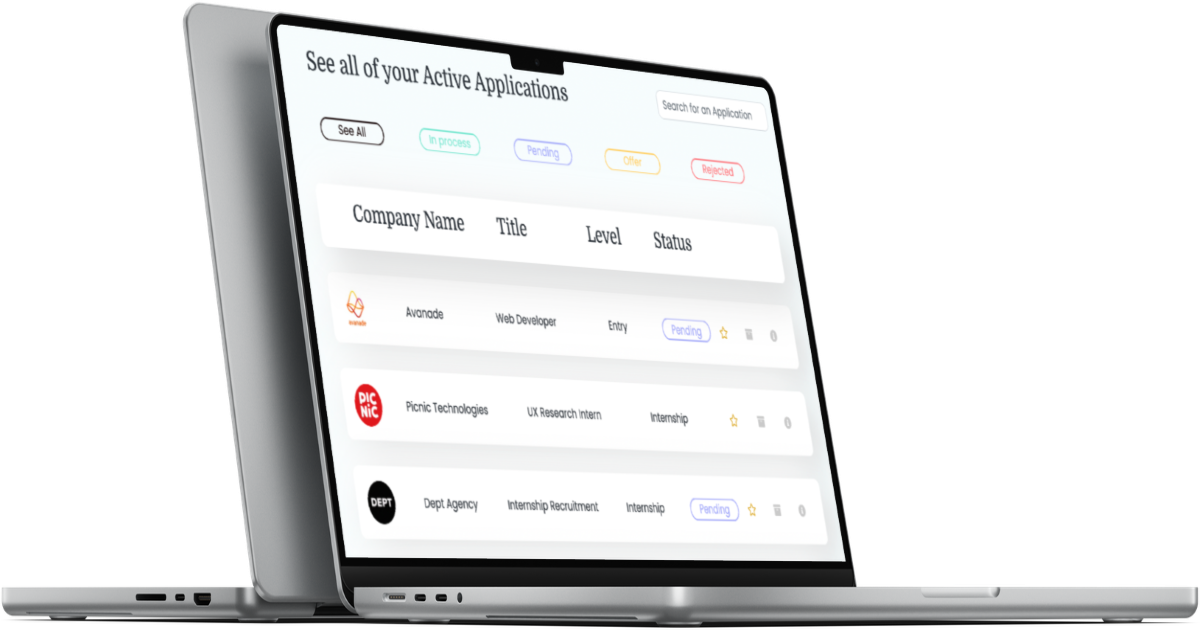 See all of your Active Applications
Search for an Application
See All In process Pending Offer Rejected
Company Name Title Level Status
avanade Avanade Web Developer Entry Pending
PIC
NiC Picnic Technologies UX Research Intern Internship
DEPT Dept Agency Internship Recruitment Internship Pending